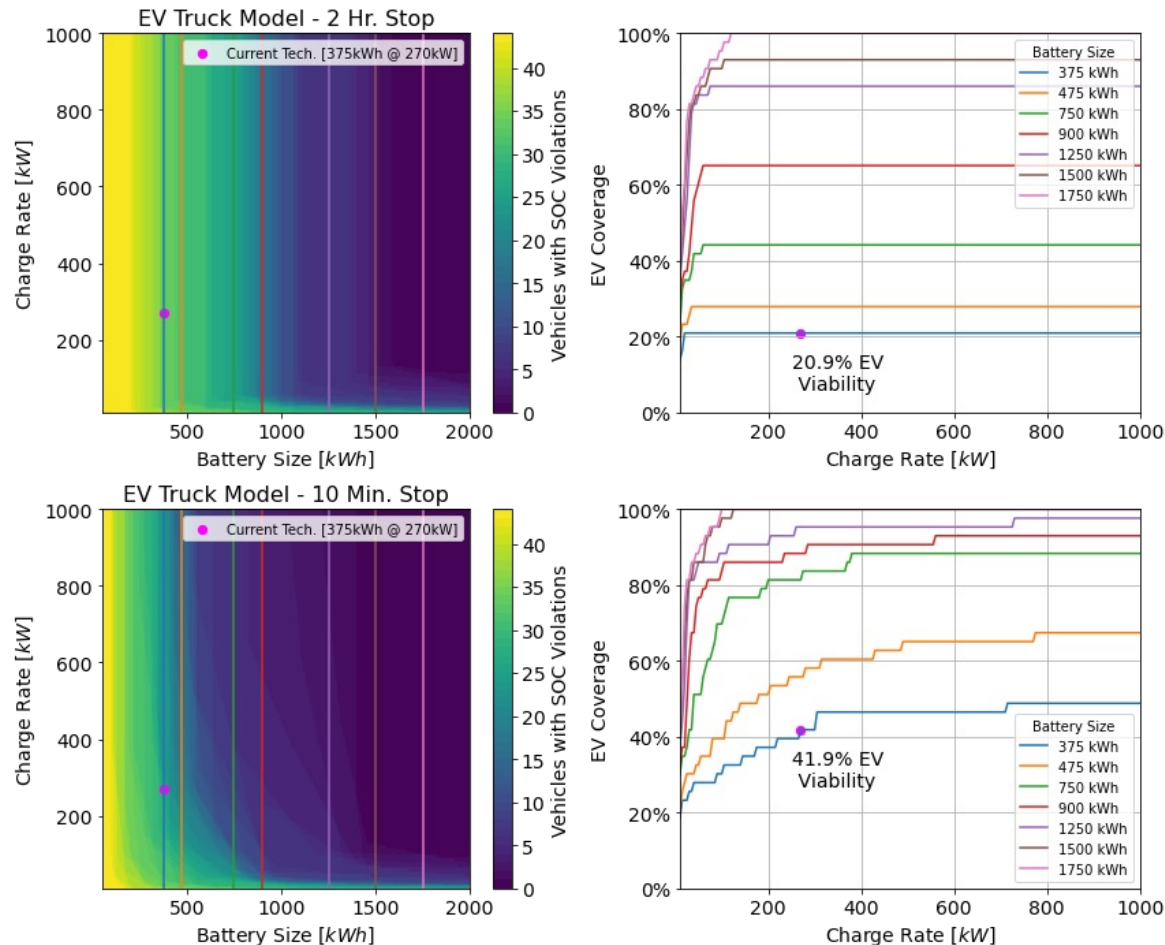 EV Truck Model - 2 Hr. Stop
Current Tech. [375kWh @ 270kW]
1000
800
600
400
200
Charge Rate [kW]
500
1000
1500
2000
Battery Size [kWh]
40
35
30
25
20
15
10
5
0
Vehicles with SOC Violations
100%
80%
60%
40%
20%
0%
EV Coverage
Battery Size
375 kWh
475 kWh
750 kWh
900 kWh
1250 kWh
1500 kWh
1750 kWh
20.9% EV
Viability
200
400
600
800
1000
Charge Rate [kW]
EV Truck Model - 10 Min. Stop
Current Tech. [375kWh @ 270kW]
1000
800
600
400
200
Charge Rate [kW]
500
1000
1500
2000
Battery Size [kWh]
40
35
30
25
20
15
10
5
0
Vehicles with SOC Violations
100%
80%
60%
40%
20%
0%
EV Coverage
41.9% EV
Viability
Battery Size
375 kWh
475 kWh
750 kWh
900 kWh
1250 kWh
1500 kWh
1750 kWh
200
400
600
800
1000
Charge Rate [kW]